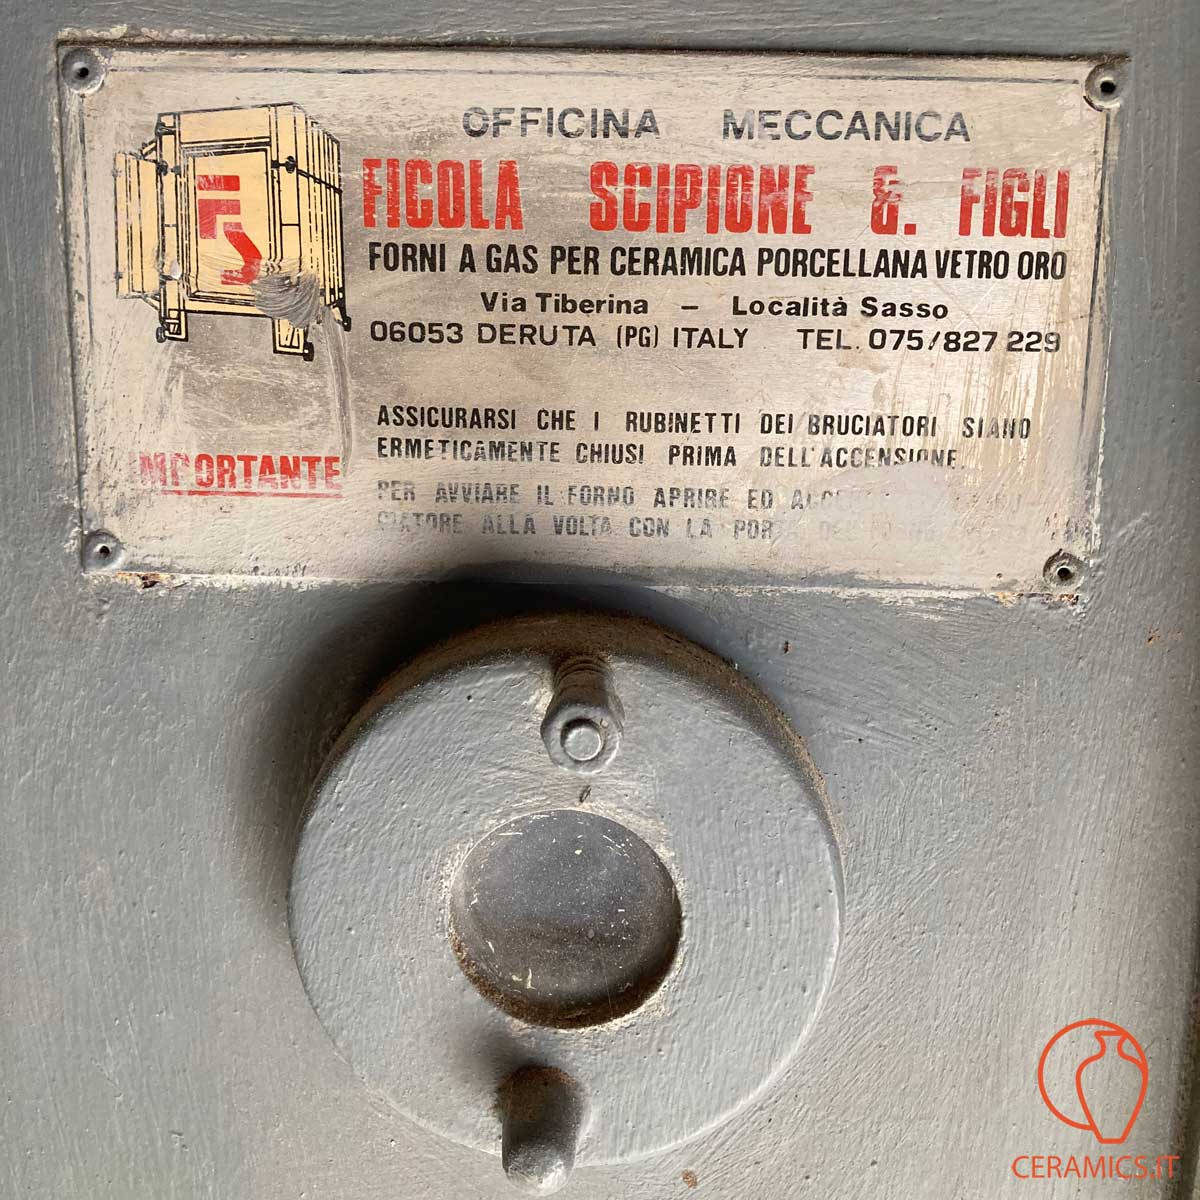 OFFICINA MECCANICA
FICOLA SCIPIONE &. FIGLI
FORNI A GAS PER CERAMICA PORCELLANA VETRO ORO
Via Tiberina – Località Sasso
06053 DERUTA (PG) ITALY TEL. 075/827 229
FS
ASSICURARSI CHE I RUBINETTI DEI BRUCIATORI SIANO
ERMETICAMENTE CHIUSI PRIMA DELL'ACCENSIONE.
IMPORTANTE
PER AVVIARE IL FORNO APRIRE ED
CIATORE ALLA VOLTA CON LA
CERAMICS.IT